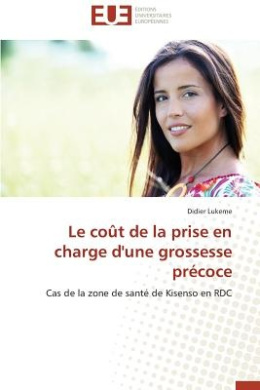 EUE
EDITIONS
UNIVERSITAIRES
EUROPEENNES
Didier Lukeme
Le coût de la prise en
charge d'une grossesse
précoce
Cas de la zone de santé de Kisenso en RDC